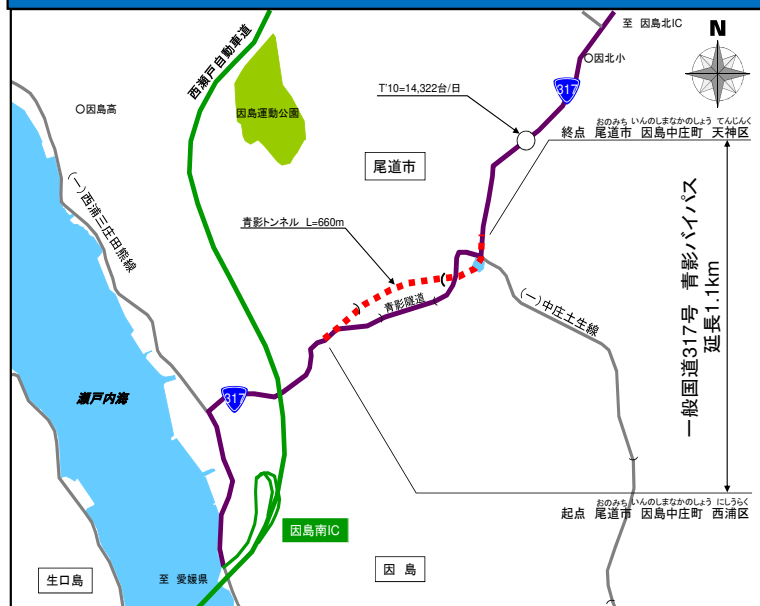 至 因島北IC
N
西瀬戸自動車道
因北小
317
T'10=14,322台/日
因島高
因島運動公園
おのみち いんのしまなかのしょう てんじんく
終点 尾道市 因島中庄町 天神区
尾道市
(一)西浦三庄田熊線
青影トンネル L=660m
一般国道317号 青影バイパス
延長1.1km
青影隧道
(一)中庄土生線
瀬戸内海
317
おのみち いんのしまなかのしょう にしうらく
起点 尾道市 因島中庄町 西浦区
因島南IC
生口島
至 愛媛県
因 島